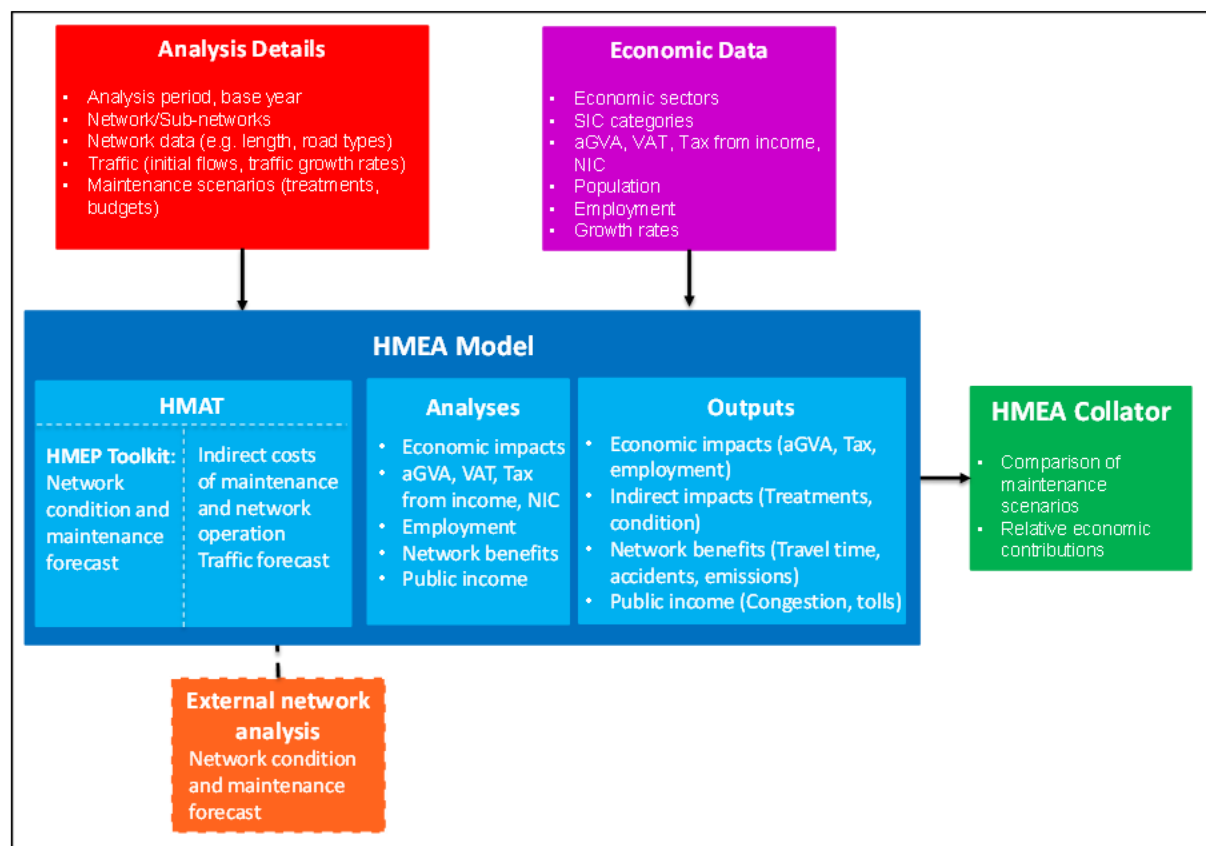 Analysis Details
• Analysis period, base year
• Network/Sub-networks
• Network data (e.g. length, road types)
• Traffic (initial flows, traffic growth rates)
• Maintenance scenarios (treatments,
budgets)
Economic Data
• Economic sectors
• SIC categories
• aGVA, VAT, Tax from income,
NIC
• Population
• Employment
• Growth rates
HMEA Model
HMAT
HMEP Toolkit:
Network
condition and
maintenance
forecast
Indirect costs
of maintenance
and network
operation
Traffic forecast
Analyses
• Economic impacts
• aGVA, VAT, Tax
from income, NIC
• Employment
• Network benefits
• Public income
Outputs
• Economic impacts (aGVA, Tax,
employment)
• Indirect impacts (Treatments,
condition)
• Network benefits (Travel time,
accidents, emissions)
• Public income (Congestion, tolls)
HMEA Collator
• Comparison of
maintenance
scenarios
• Relative economic
contributions
External network
analysis
Network condition
and maintenance
forecast